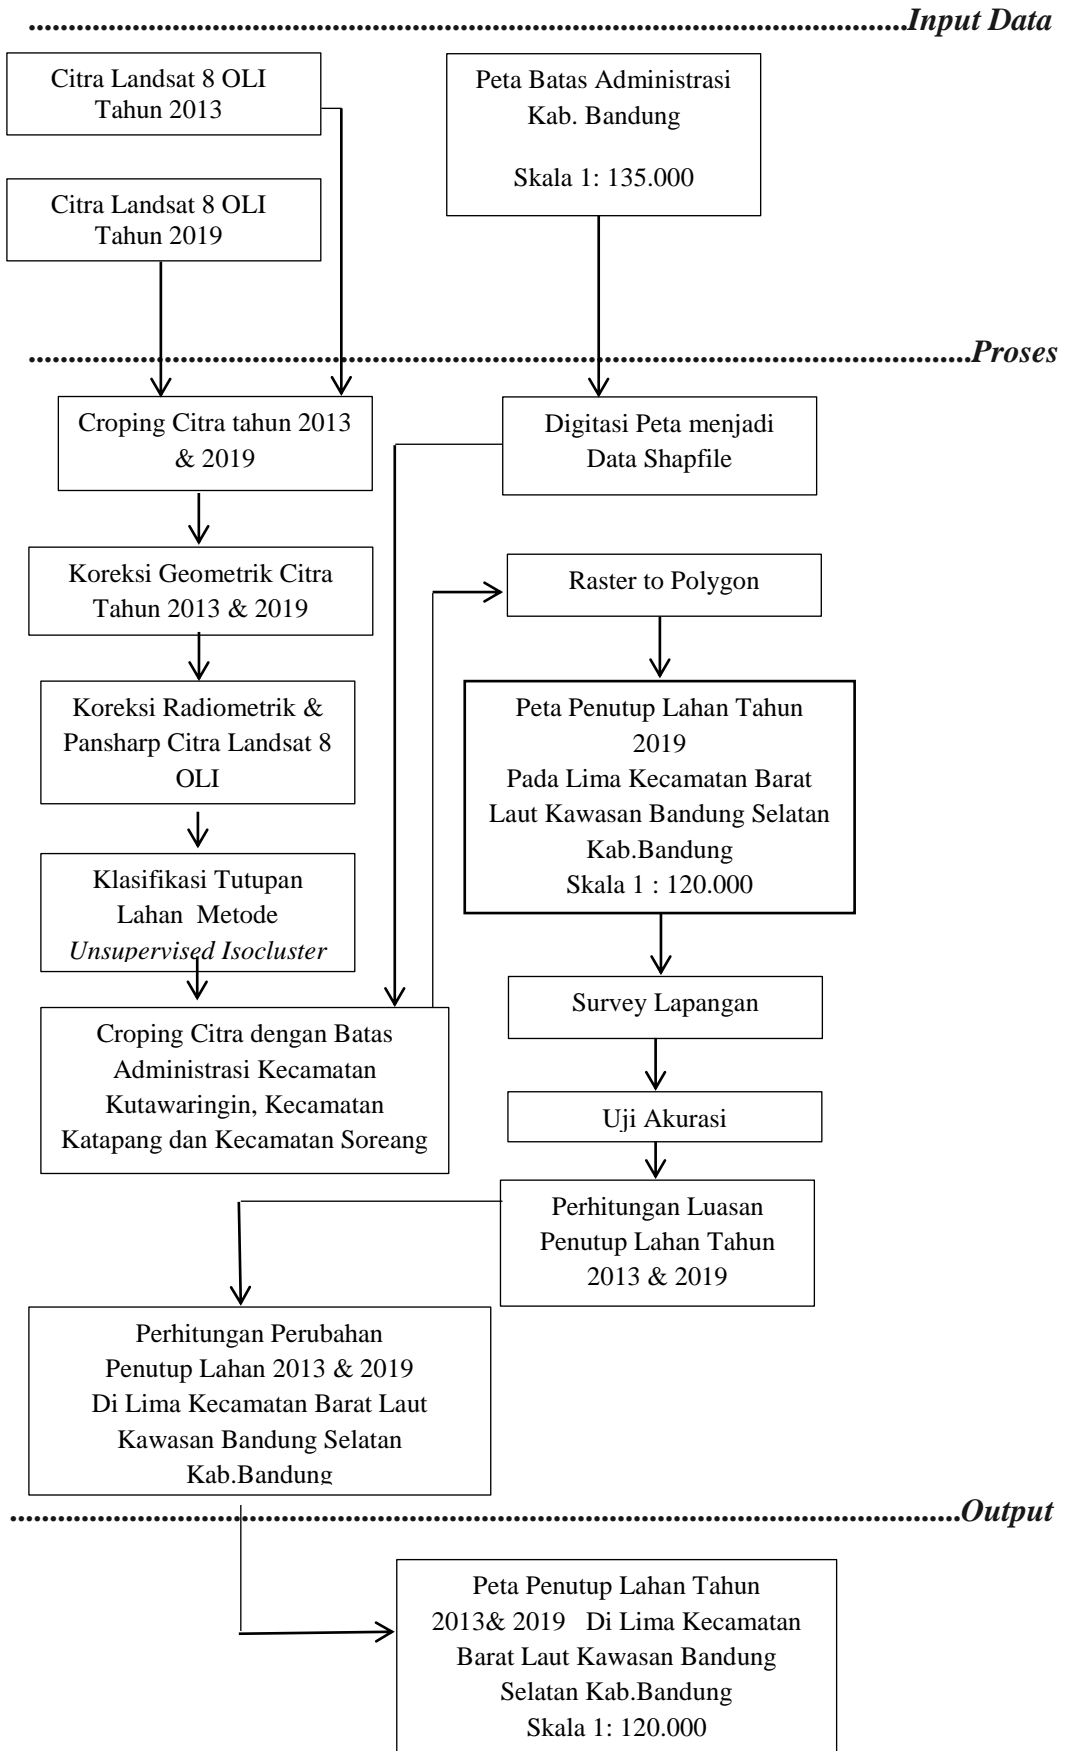 Input Data
Citra Landsat 8 OLI
Tahun 2013
Peta Batas Administrasi
Kab. Bandung
Skala 1: 135.000
Citra Landsat 8 OLI
Tahun 2019
Proses
Croping Citra tahun 2013
& 2019
Digitasi Peta menjadi
Data Shapfile
Koreksi Geometrik Citra
Tahun 2013 & 2019
Raster to Polygon
Koreksi Radiometrik &
Pansharp Citra Landsat 8
OLI
Peta Penutup Lahan Tahun
2019
Pada Lima Kecamatan Barat
Laut Kawasan Bandung Selatan
Kab.Bandung
Skala 1 : 120.000
Klasifikasi Tutupan
Lahan Metode
Unsupervised Isocluster
Survey Lapangan
Croping Citra dengan Batas
Administrasi Kecamatan
Kutawaringin, Kecamatan
Katapang dan Kecamatan Soreang
Uji Akurasi
Perhitungan Luasan
Penutup Lahan Tahun
2013 & 2019
Perhitungan Perubahan
Penutup Lahan 2013 & 2019
Di Lima Kecamatan Barat Laut
Kawasan Bandung Selatan
Kab.Bandung
Output
Peta Penutup Lahan Tahun
2013& 2019 Di Lima Kecamatan
Barat Laut Kawasan Bandung
Selatan Kab.Bandung
Skala 1: 120.000